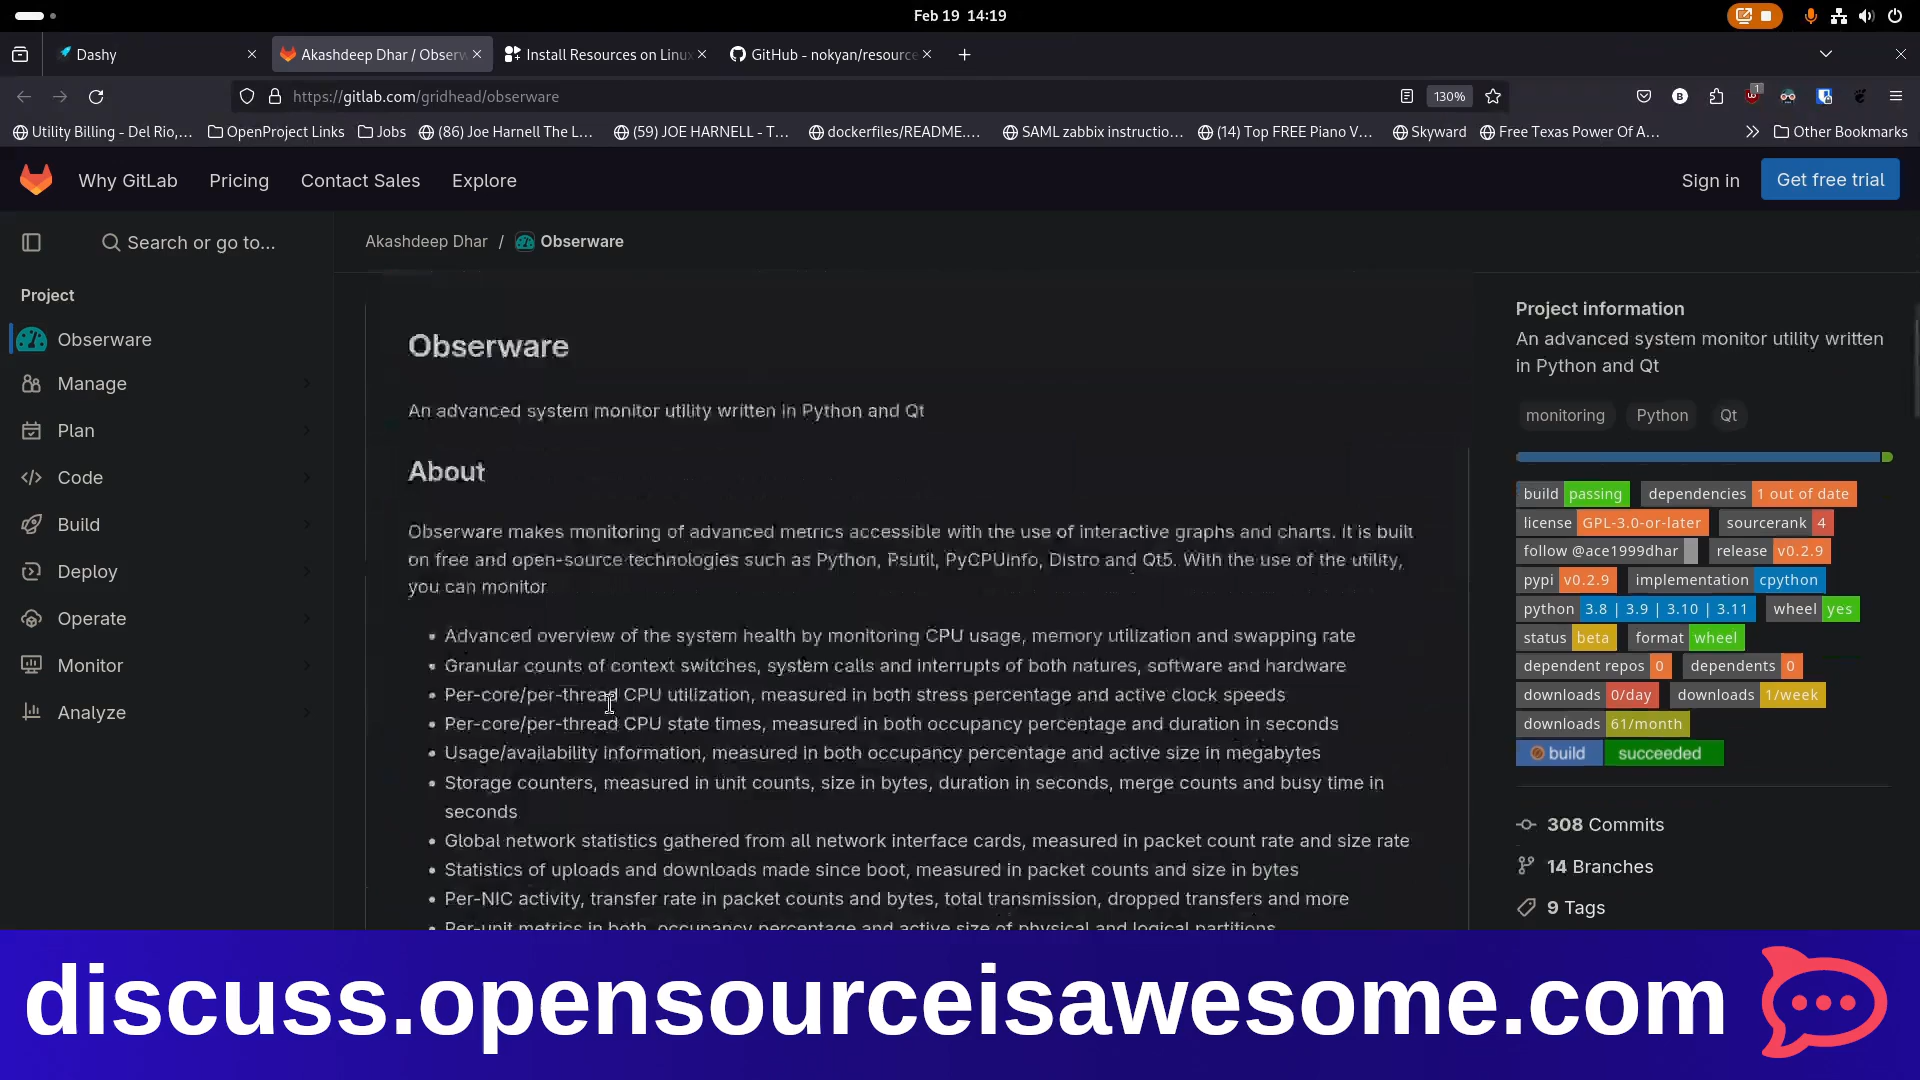 Feb 19 14:19
Dashy
Akashdeep Dhar / Observ
Install Resources on Linu
GitHub - nokyan/resource
https://gitlab.com/gridhead/obserware
130%
1
Utility Billing - Del Rio,...
OpenProject Links
Jobs
(86) Joe Harnell The L...
(59) JOE HARNELL - T...
dockerfiles/README....
SAML zabbix instructio...
(14) Top FREE Piano V...
Skyward
Free Texas Power Of A...
Other Bookmarks
Why GitLab
Pricing
Contact Sales
Explore
Sign in
Get free trial
Search or go to...
Akashdeep Dhar / Obserware
Project
Obserware
Manage
Plan
Code
Build
Deploy
Operate
Monitor
Analyze
Obserware
An advanced system monitor utility written in Python and Qt
About
Obserware makes monitoring of advanced metrics accessible with the use of interactive graphs and charts. It is built
on free and open-source technologies such as Python, Psutil, PyCPUinfo, Distro and Qt5. With the use of the utility,
you can monitor
Advanced overview of the system health by monitoring CPU usage, memory utilization and swapping rate
Granular counts of context switches, system calls and interrupts of both natures, software and hardware
Per-core/per-thread CPU utilization, measured in both stress percentage and active clock speeds
Per-core/per-thread CPU state times, measured in both occupancy percentage and duration in seconds
Usage/availability information, measured in both occupancy percentage and active size in megabytes
Storage counters, measured in unit counts, size in bytes, duration in seconds, merge counts and busy time in
seconds
Global network statistics gathered from all network interface cards, measured in packet count rate and size rate
Statistics of uploads and downloads made since boot, measured in packet counts and size in bytes
Per-NIC activity, transfer rate in packet counts and bytes, total transmission, dropped transfers and more
Per-unit metrics in both, occupancy percentage and active size of physical and logical partitions
Project information
An advanced system monitor utility written
in Python and Qt
monitoring Python Qt
build passing dependencies 1 out of date
license GPL-3.0-or-later sourcerank 4
follow @ace1999dhar release v0.2.9
pypi v0.2.9 implementation cpython
python 3.8 | 3.9 | 3.10 | 3.11 wheel yes
status beta format wheel
dependent repos 0 dependents 0
downloads 0/day downloads 1/week
downloads 61/month
build succeeded
308 Commits
14 Branches
9 Tags
discuss.opensourceisawesome.com